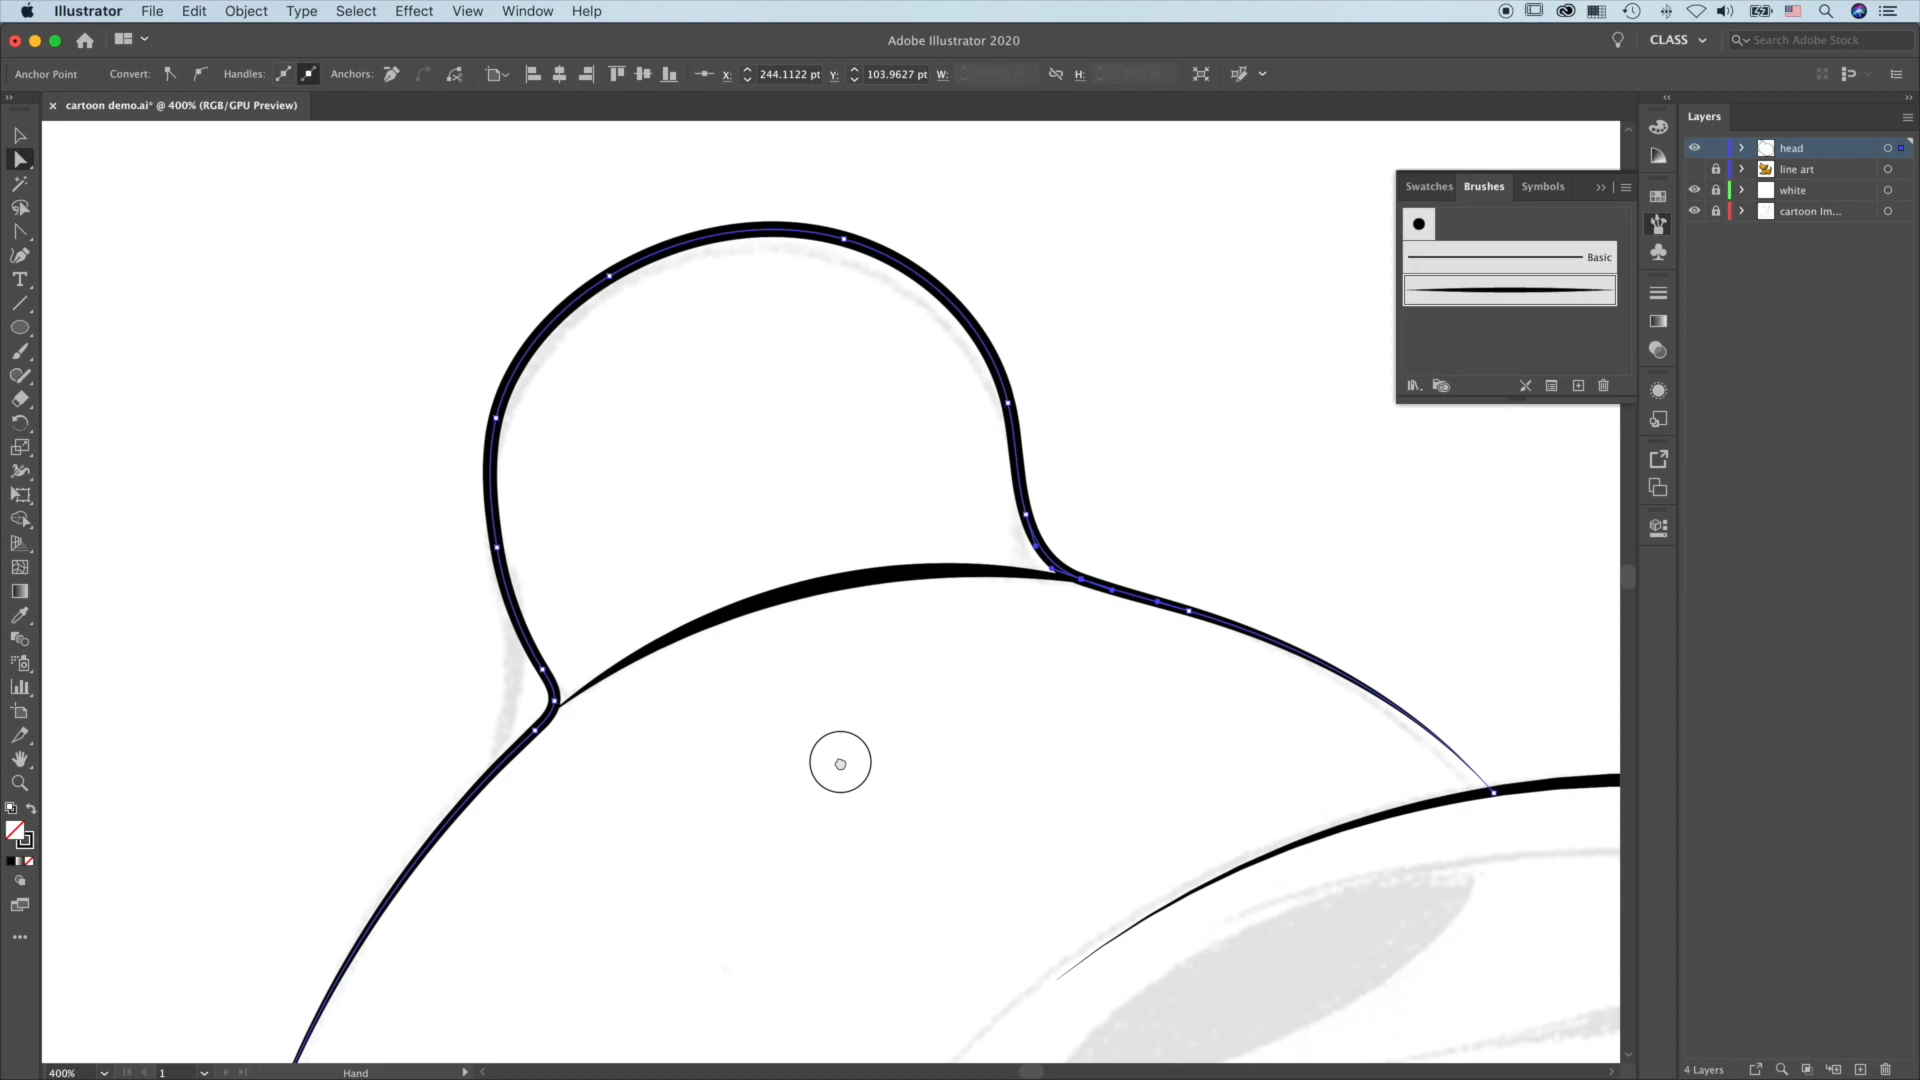 Illustrator File Edit Object Type Select Effect View Window Help
Adobe Illustrator 2020
CLASS
Search Adobe Stock
Anchor Point Convert: Handles: Anchors: X: 244.1122 pt Y: 103.9627 pt W: 0.0001 pt H: 0.0001 pt
cartoon demo.ai* @ 400% (RGB/GPU Preview)
Layers
head
line art
white
cartoon Im...
Swatches Brushes Symbols
Basic
400% 1 Hand
4 Layers